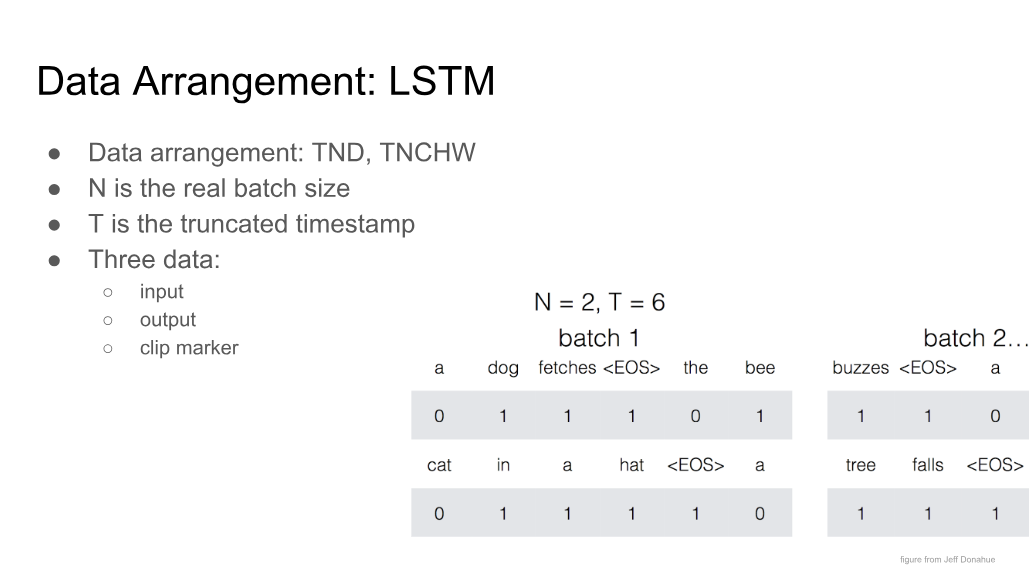 Data Arrangement: LSTM
● Data arrangement: TND, TNCHW
● N is the real batch size
● T is the truncated timestamp
● Three data:
○ input
○ output
○ clip marker
N = 2, T = 6
batch 1 batch 2...
a dog fetches <EOS> the bee buzzes <EOS> a
0 1 1 1 0 1 1 1 0
cat in a hat <EOS> a tree falls <EOS>
0 1 1 1 1 0 1 1 1
figure from Jeff Donahue